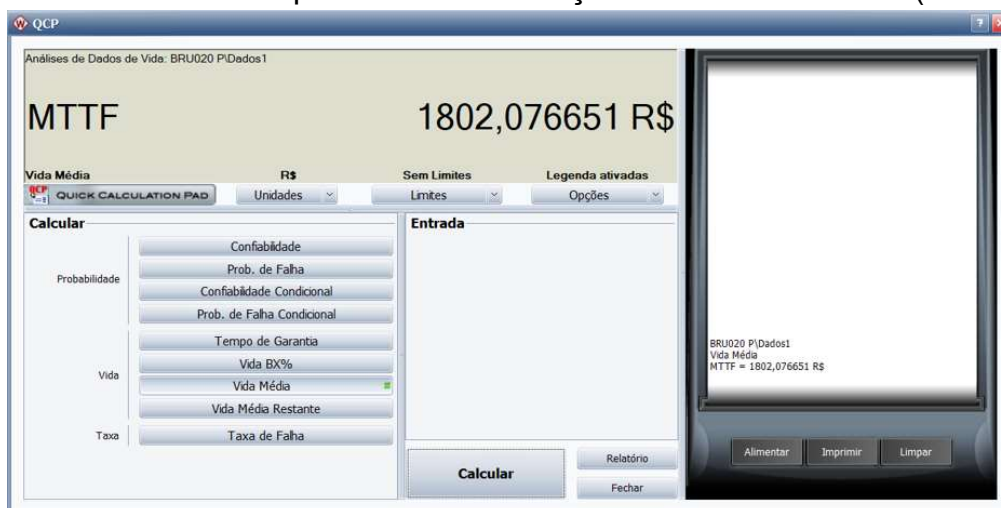 QCP
Análises de Dados de Vida: BRU020 P\Dados1
MTTF 1802,076651 R$
Vida Média R$ Sem Limites Legenda ativadas
QCP QUICK CALCULATION PAD Unidades Limites Opções
Calcular Entrada
Confiabilidade
Probabilidade
Prob. de Falha
Confiabilidade Condicional
Prob. de Falha Condicional
Tempo de Garantia
Vida
Vida BX%
Vida Média
Vida Média Restante
Taxa Taxa de Falha
Calcular
Relatório
Fechar
BRU020 P\Dados1
Vida Média
MTTF = 1802,076651 R$
Alimentar Imprimir Limpar